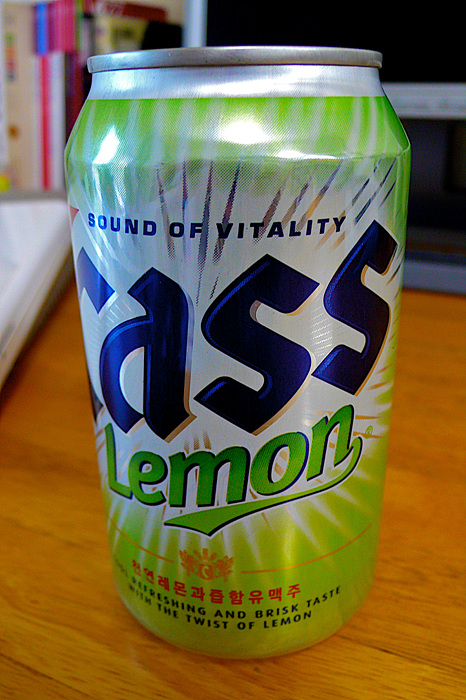 SOUND OF VITALITY
Cass
Lemon
천연레몬과즙함유맥주
REFRESHING AND BRISK TASTE
WITH THE TWIST OF LEMON